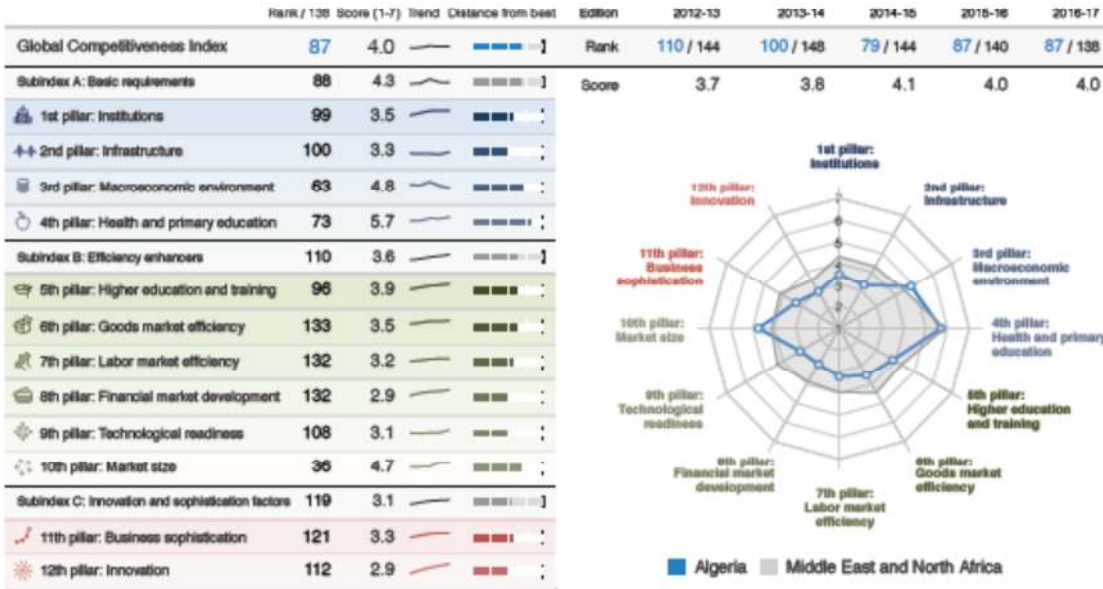 Rank / 138 Score (1-7) Trend Distance from best
Global Competitiveness Index 87 4.0
Subindex A: Basic requirements 88 4.3
1st pillar: Institutions 99 3.5
2nd pillar: Infrastructure 100 3.3
3rd pillar: Macroeconomic environment 63 4.8
4th pillar: Health and primary education 73 5.7
Subindex B: Efficiency enhancers 110 3.6
5th pillar: Higher education and training 96 3.9
6th pillar: Goods market efficiency 133 3.5
7th pillar: Labor market efficiency 132 3.2
8th pillar: Financial market development 132 2.9
9th pillar: Technological readiness 108 3.1
10th pillar: Market size 36 4.7
Subindex C: Innovation and sophistication factors 119 3.1
11th pillar: Business sophistication 121 3.3
12th pillar: Innovation 112 2.9
Edition 2012-13 2013-14 2014-15 2015-16 2016-17
Rank 110 / 144 100 / 148 79 / 144 87 / 140 87 / 138
Score 3.7 3.8 4.1 4.0 4.0
1st pillar:
Institutions
2nd pillar:
Infrastructure
3rd pillar:
Macroeconomic
environment
4th pillar:
Health and primary
education
5th pillar:
Higher education
and training
6th pillar:
Goods market
efficiency
7th pillar:
Labor market
efficiency
8th pillar:
Financial market
development
9th pillar:
Technological
readiness
10th pillar:
Market size
11th pillar:
Business
sophistication
12th pillar:
Innovation
7
6
5
4
3
2
1
Algeria Middle East and North Africa